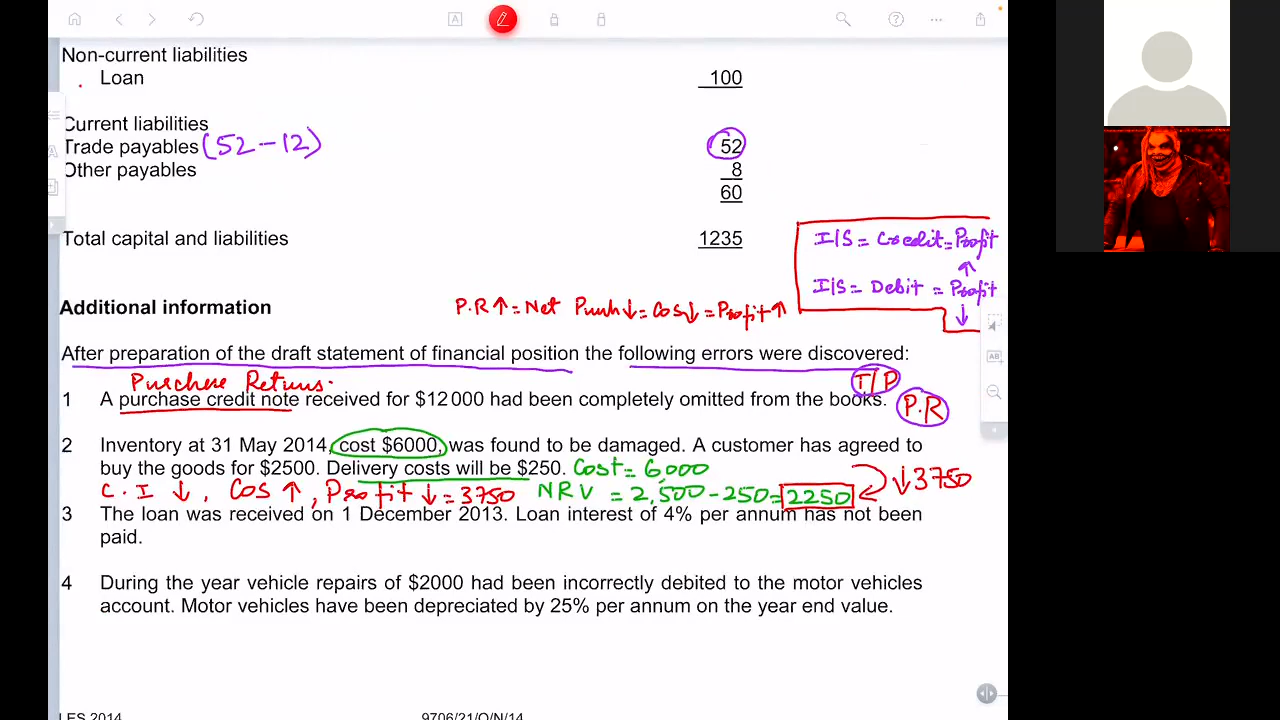 Non-current liabilities
Loan 100
Current liabilities
Trade payables (52-12) 52
Other payables 8
60
Total capital and liabilities 1235
I/S = Credit = Profit ↑
I/S = Debit = Profit ↓
Additional information
P.R ↑ = Net Purch ↓ = Cos ↓ = Profit ↑
After preparation of the draft statement of financial position the following errors were discovered:
Purchase Returns.
T/P
1 A purchase credit note received for $12 000 had been completely omitted from the books.
P.R
2 Inventory at 31 May 2014, cost $6000, was found to be damaged. A customer has agreed to
buy the goods for $2500. Delivery costs will be $250. Cost = 6,000
C.I ↓, Cos ↑, Profit ↓ = 3750 NRV = 2,500 - 250 = 2250 ↓ 3750
3 The loan was received on 1 December 2013. Loan interest of 4% per annum has not been
paid.
4 During the year vehicle repairs of $2000 had been incorrectly debited to the motor vehicles
account. Motor vehicles have been depreciated by 25% per annum on the year end value.
LES 2014 9706/21/O/N/14